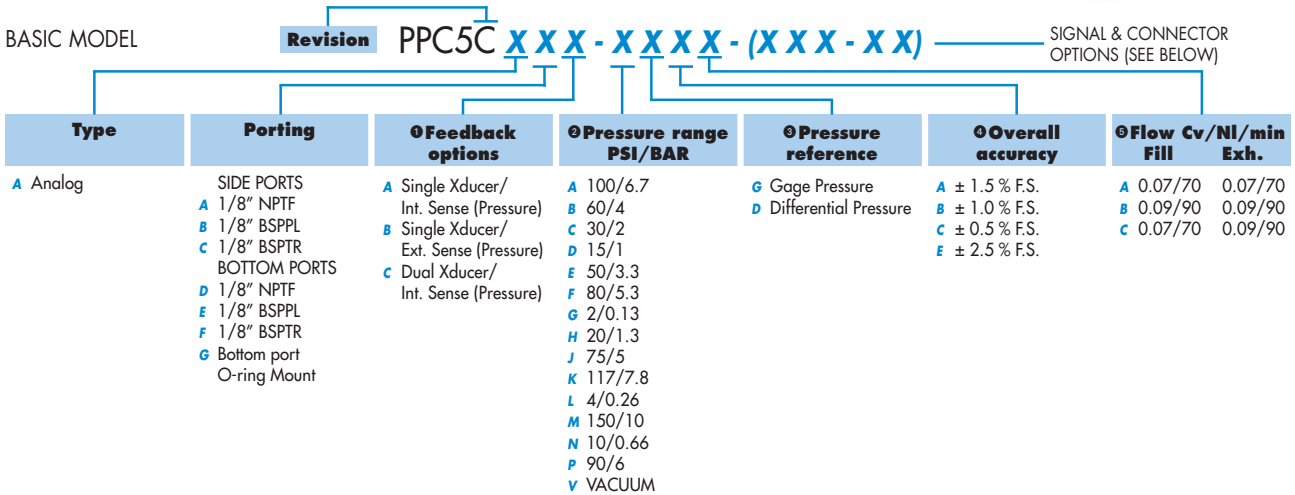 BASIC MODEL
Revision
PPC5C X X X - X X X X - (X X X - X X)
SIGNAL & CONNECTOR
OPTIONS (SEE BELOW)
Type
A Analog
Porting
SIDE PORTS
A 1/8" NPTF
B 1/8" BSPPL
C 1/8" BSPTR
BOTTOM PORTS
D 1/8" NPTF
E 1/8" BSPPL
F 1/8" BSPTR
G Bottom port
O-ring Mount
❶Feedback
options
A Single Xducer/
Int. Sense (Pressure)
B Single Xducer/
Ext. Sense (Pressure)
C Dual Xducer/
Int. Sense (Pressure)
❷Pressure range
PSI/BAR
A 100/6.7
B 60/4
C 30/2
D 15/1
E 50/3.3
F 80/5.3
G 2/0.13
H 20/1.3
J 75/5
K 117/7.8
L 4/0.26
M 150/10
N 10/0.66
P 90/6
V VACUUM
❸Pressure
reference
G Gage Pressure
D Differential Pressure
❹Overall
accuracy
A ± 1.5 % F.S.
B ± 1.0 % F.S.
C ± 0.5 % F.S.
E ± 2.5 % F.S.
❺Flow Cv/Nl/min
Fill Exh.
A 0.07/70 0.07/70
B 0.09/90 0.09/90
C 0.07/70 0.09/90